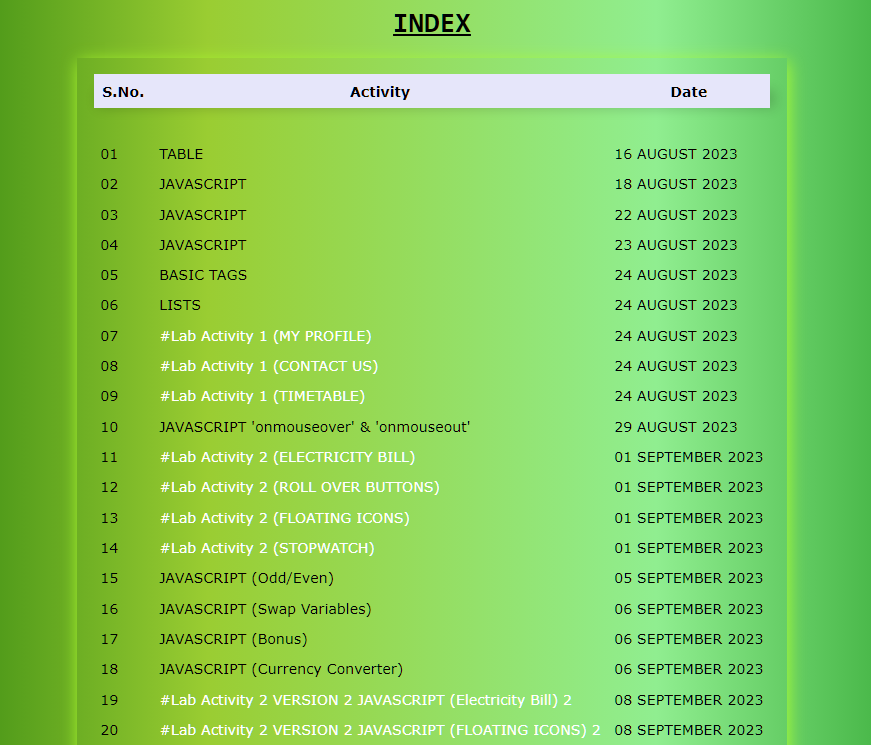 INDEX
S.No. Activity Date
01 TABLE 16 AUGUST 2023
02 JAVASCRIPT 18 AUGUST 2023
03 JAVASCRIPT 22 AUGUST 2023
04 JAVASCRIPT 23 AUGUST 2023
05 BASIC TAGS 24 AUGUST 2023
06 LISTS 24 AUGUST 2023
07 #Lab Activity 1 (MY PROFILE) 24 AUGUST 2023
08 #Lab Activity 1 (CONTACT US) 24 AUGUST 2023
09 #Lab Activity 1 (TIMETABLE) 24 AUGUST 2023
10 JAVASCRIPT 'onmouseover' & 'onmouseout' 29 AUGUST 2023
11 #Lab Activity 2 (ELECTRICITY BILL) 01 SEPTEMBER 2023
12 #Lab Activity 2 (ROLL OVER BUTTONS) 01 SEPTEMBER 2023
13 #Lab Activity 2 (FLOATING ICONS) 01 SEPTEMBER 2023
14 #Lab Activity 2 (STOPWATCH) 01 SEPTEMBER 2023
15 JAVASCRIPT (Odd/Even) 05 SEPTEMBER 2023
16 JAVASCRIPT (Swap Variables) 06 SEPTEMBER 2023
17 JAVASCRIPT (Bonus) 06 SEPTEMBER 2023
18 JAVASCRIPT (Currency Converter) 06 SEPTEMBER 2023
19 #Lab Activity 2 VERSION 2 JAVASCRIPT (Electricity Bill) 2 08 SEPTEMBER 2023
20 #Lab Activity 2 VERSION 2 JAVASCRIPT (FLOATING ICONS) 2 08 SEPTEMBER 2023